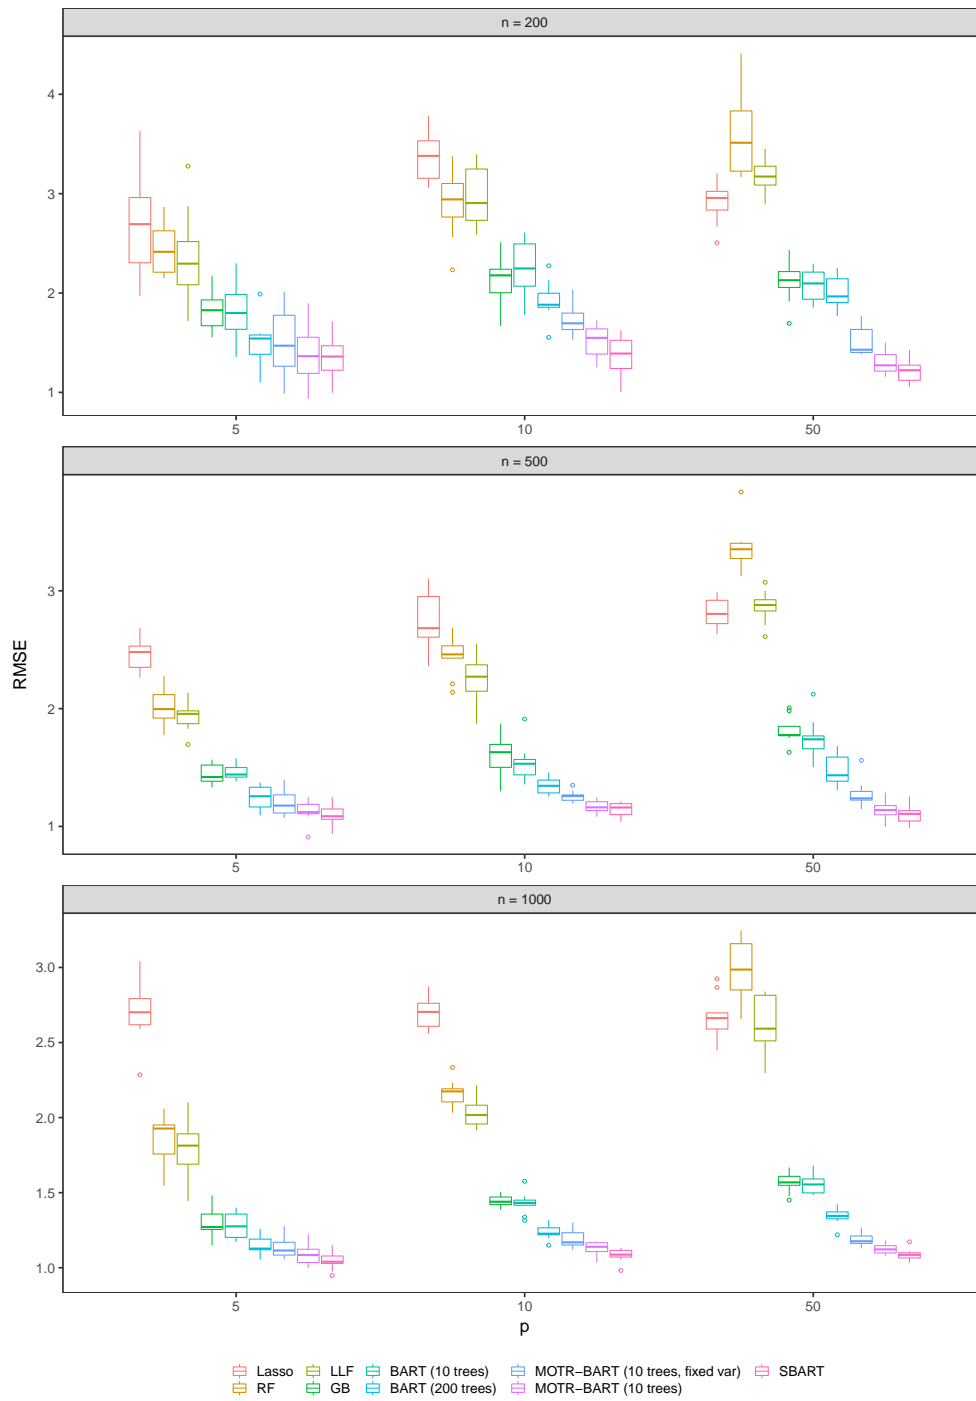 n = 200
4
3
2
1
5 10 50
n = 500
3
2
1
5 10 50
n = 1000
3.0
2.5
2.0
1.5
1.0
5 10 50
RMSE
p
Lasso LLF BART (10 trees) MOTR−BART (10 trees, fixed var) SBART
RF GB BART (200 trees) MOTR−BART (10 trees)